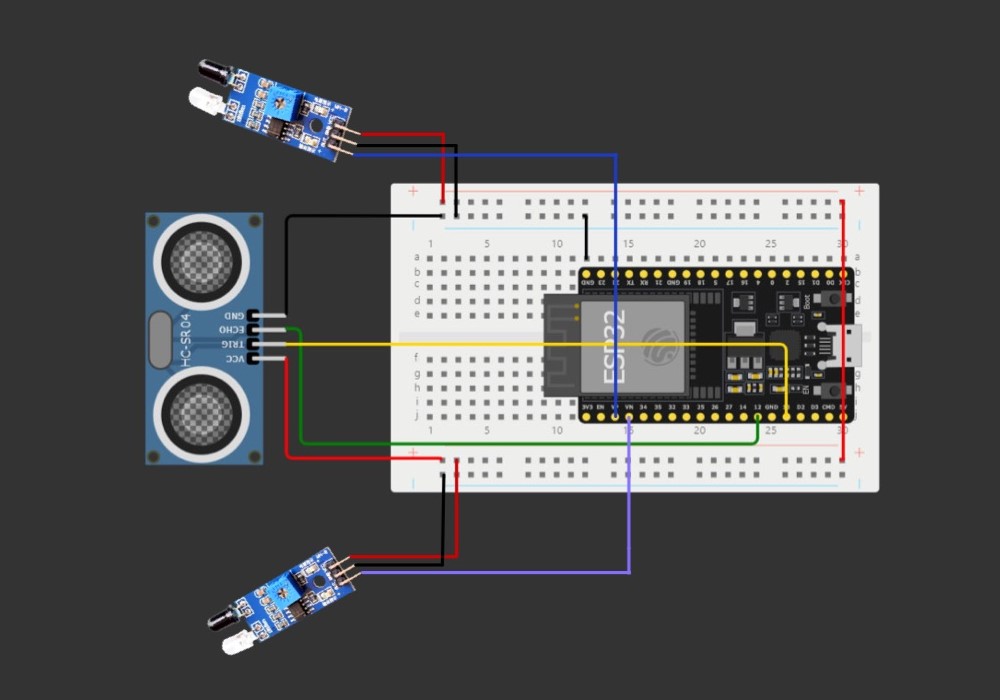 + +
1 5 10 15 20 25 30
a a
b b
c c
d d
e e
GND 23 22 TX RX 21 GND 19 18 5 17 16 4 0 2 15 D1 D0 CLK
Boot
GND
ECHO
TRIG
VCC
HC-SR04
ESP32
EN
f f
g g
h h
i i
j j
3V3 EN VP VN 34 35 32 33 25 26 27 14 12 GND D2 D3 CMD
1 5 10 15 20 25 30
+ +